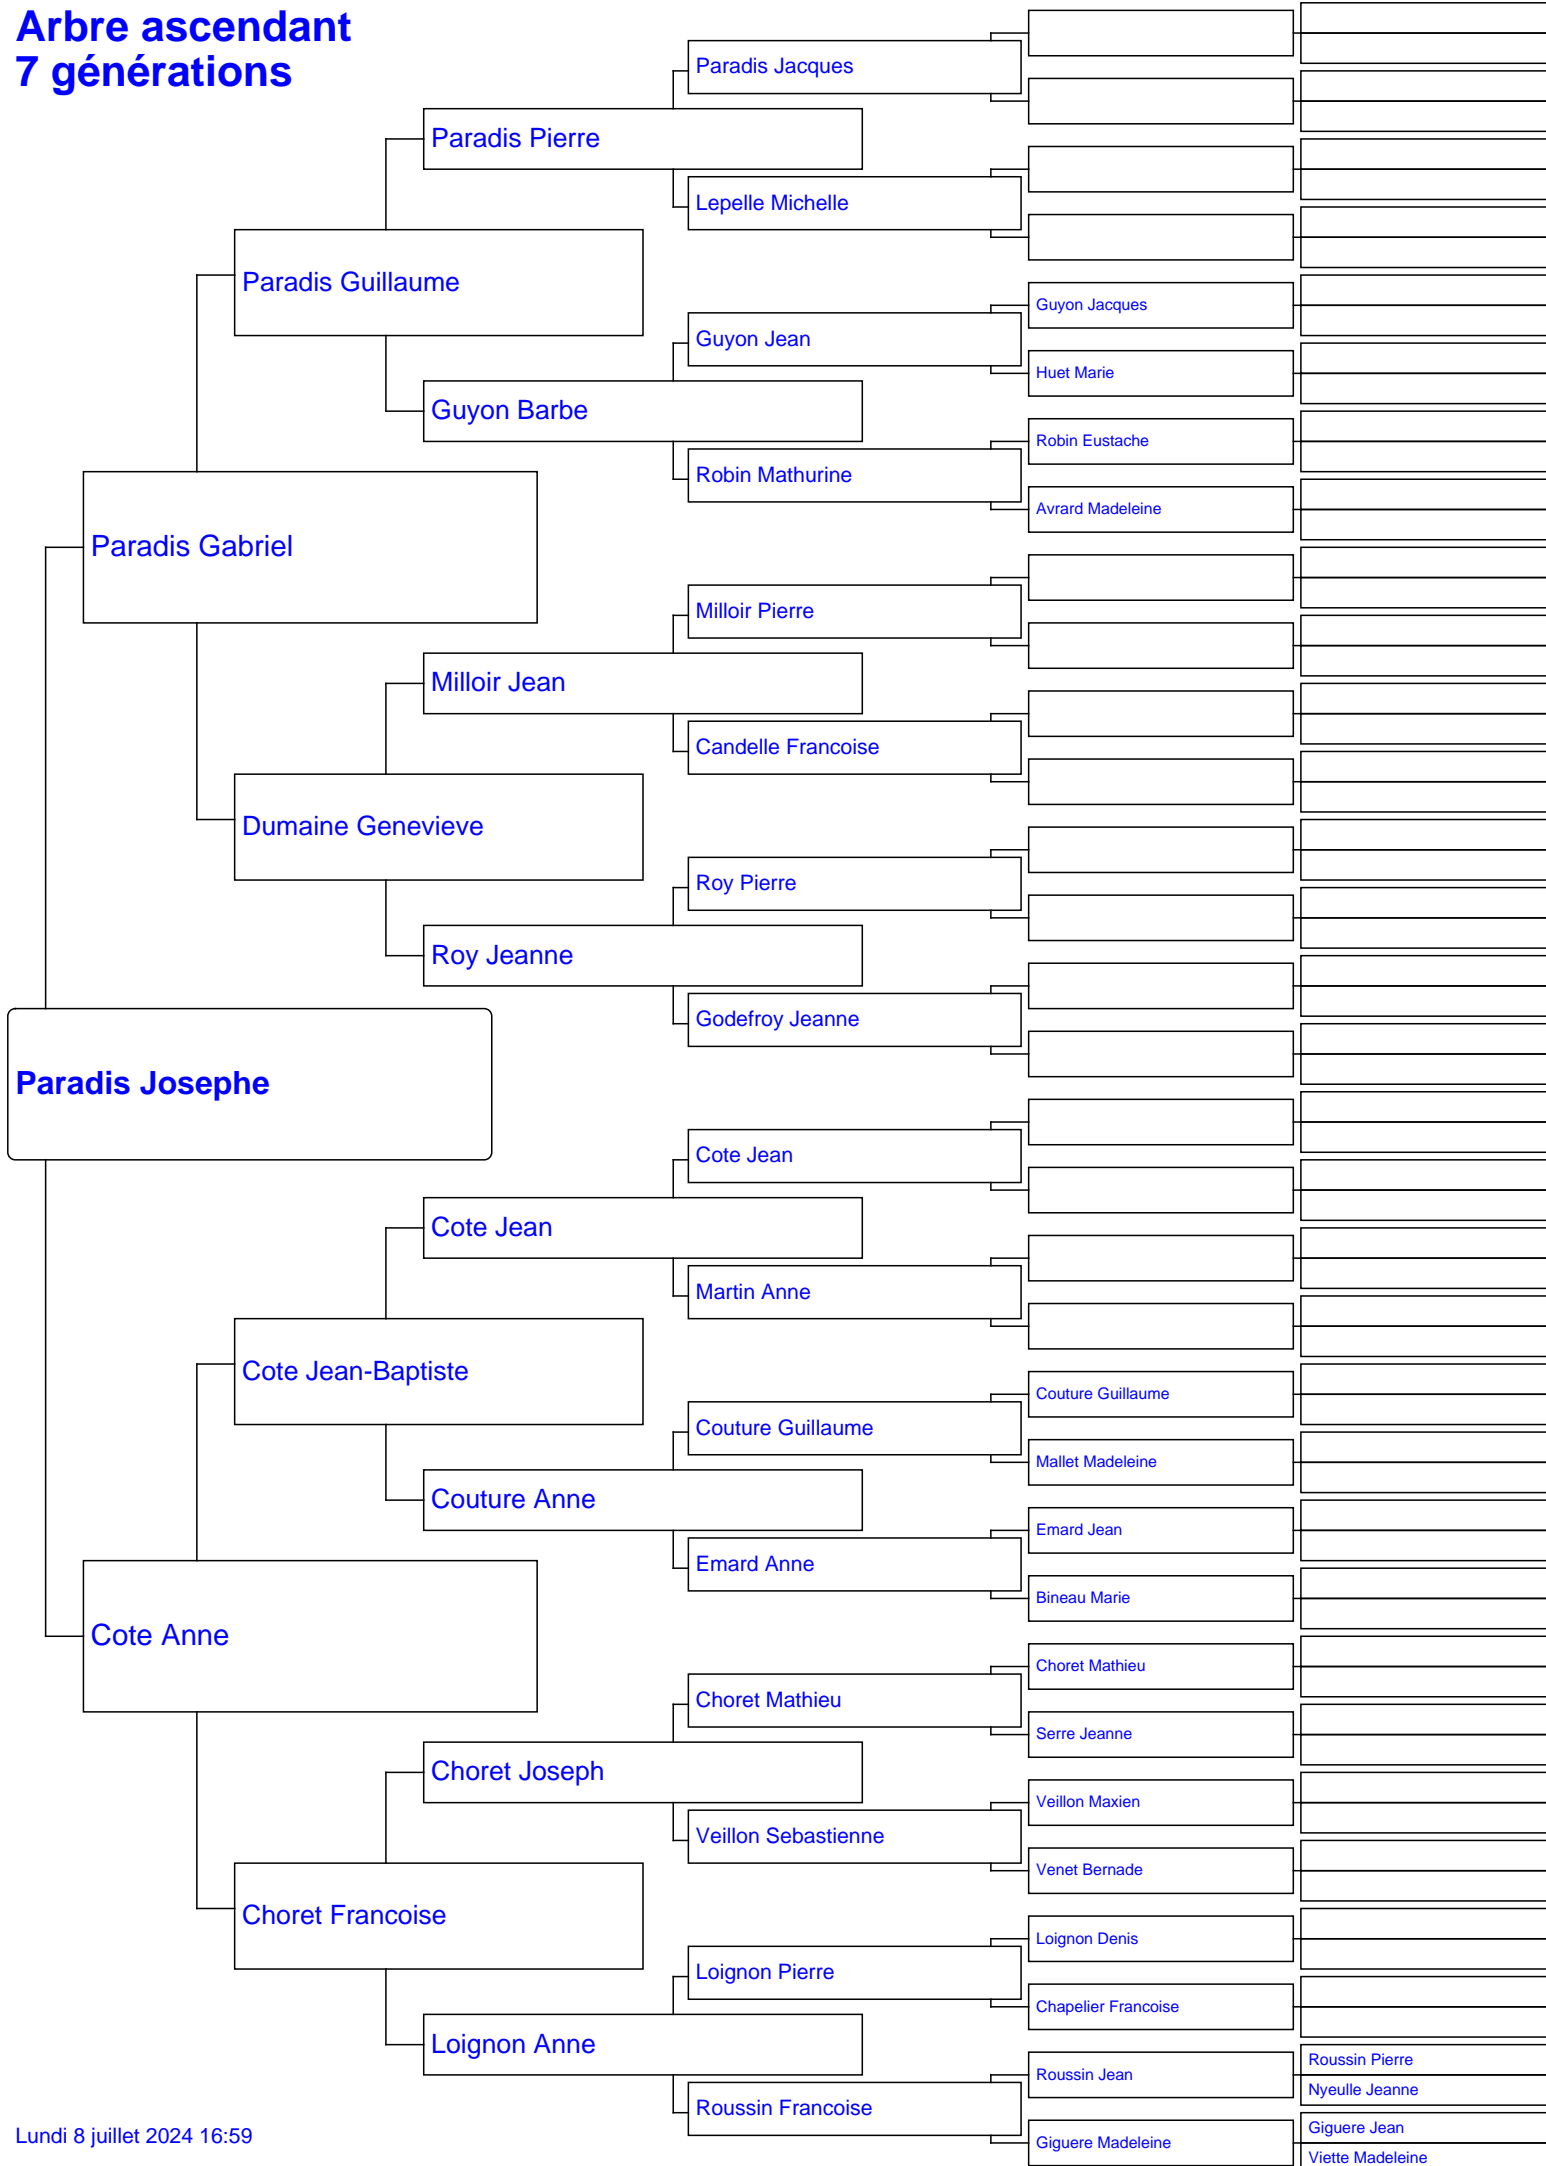 Arbre ascendant
7 générations
Paradis Jacques
Paradis Pierre
Lepelle Michelle
Paradis Guillaume
Guyon Jacques
Guyon Jean
Huet Marie
Guyon Barbe
Robin Eustache
Robin Mathurine
Avrard Madeleine
Paradis Gabriel
Milloir Pierre
Milloir Jean
Candelle Francoise
Dumaine Genevieve
Roy Pierre
Roy Jeanne
Godefroy Jeanne
Paradis Josephe
Cote Jean
Cote Jean
Martin Anne
Cote Jean-Baptiste
Couture Guillaume
Couture Guillaume
Mallet Madeleine
Couture Anne
Emard Jean
Emard Anne
Bineau Marie
Cote Anne
Choret Mathieu
Choret Mathieu
Serre Jeanne
Choret Joseph
Veillon Maxien
Veillon Sebastienne
Venet Bernade
Choret Francoise
Loignon Denis
Loignon Pierre
Chapelier Francoise
Loignon Anne
Roussin Pierre
Roussin Jean
Nyeulle Jeanne
Roussin Francoise
Giguere Jean
Giguere Madeleine
Viette Madeleine
Lundi 8 juillet 2024 16:59